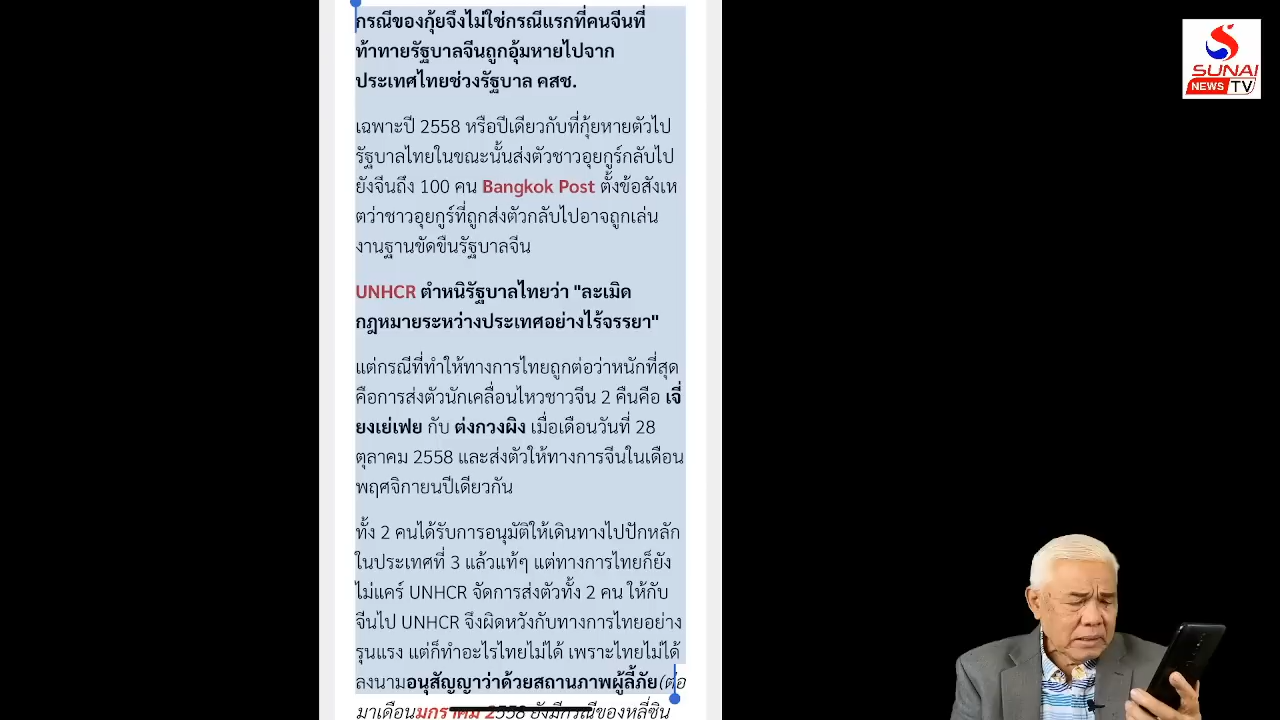 กรณีของกุ้ยจึงไม่ใช่กรณีแรกที่คนจีนที่
ท้าทายรัฐบาลจีนถูกอุ้มหายไปจาก
ประเทศไทยช่วงรัฐบาล คสช.
เฉพาะปี 2558 หรือปีเดียวกับที่กุ้ยหายตัวไป
รัฐบาลไทยในขณะนั้นส่งตัวชาวอุยกูร์กลับไป
ยังจีนถึง 100 คน Bangkok Post ตั้งข้อสังเห
ตว่าชาวอุยกูร์ที่ถูกส่งตัวกลับไปอาจถูกเล่น
งานฐานขัดขืนรัฐบาลจีน
UNHCR ตำหนิรัฐบาลไทยว่า "ละเมิด
กฎหมายระหว่างประเทศอย่างไร้จรรยา"
แต่กรณีที่ทำให้ทางการไทยถูกต่อว่าหนักที่สุด
คือการส่งตัวนักเคลื่อนไหวชาวจีน 2 คืนคือ เจี่
ยงเย่เฟย กับ ต่งกวงผิง เมื่อเดือนวันที่ 28
ตุลาคม 2558 และส่งตัวให้ทางการจีนในเดือน
พฤศจิกายนปีเดียวกัน
ทั้ง 2 คนได้รับการอนุมัติให้เดินทางไปปักหลัก
ในประเทศที่ 3 แล้วแท้ๆ แต่ทางการไทยก็ยัง
ไม่แคร์ UNHCR จัดการส่งตัวทั้ง 2 คน ให้กับ
จีนไป UNHCR จึงผิดหวังกับทางการไทยอย่าง
รุนแรง แต่ก็ทำอะไรไทยไม่ได้ เพราะไทยไม่ได้
ลงนามอนุสัญญาว่าด้วยสถานภาพผู้ลี้ภัย(ต่อ
มาเดือนมกราคม 2558 ยังมีกรณีของหลี่ซิน
SUNAI
NEWS TV